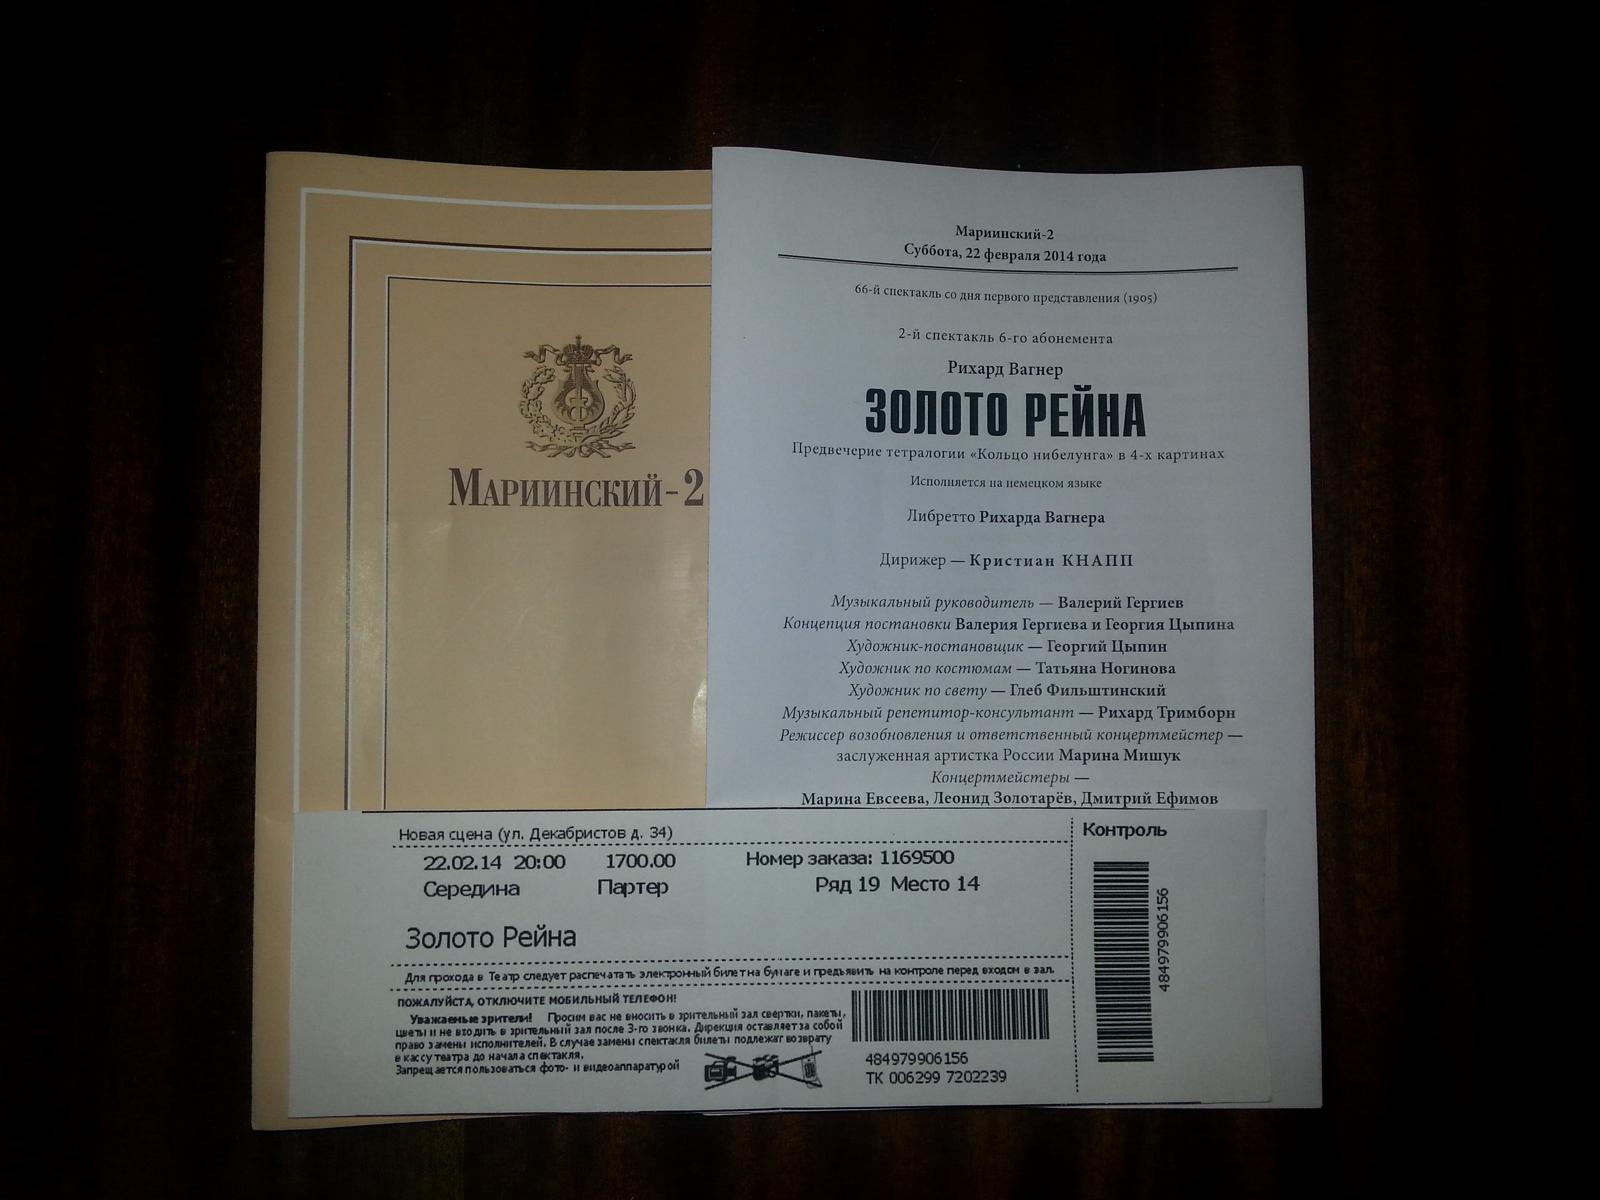 Мариинский-2
Мариинский-2
Суббота, 22 февраля 2014 года
66-й спектакль со дня первого представления (1905)
2-й спектакль 6-го абонемента
Рихард Вагнер
ЗОЛОТО РЕЙНА
Предвечерие тетралогии «Кольцо нибелунга» в 4-х картинах
Исполняется на немецком языке
Либретто Рихарда Вагнера
Дирижер — Кристиан КНАПП
Музыкальный руководитель — Валерий Гергиев
Концепция постановки Валерия Гергиева и Георгия Цыпина
Художник-постановщик — Георгий Цыпин
Художник по костюмам — Татьяна Ногинова
Художник по свету — Глеб Фильштинский
Музыкальный репетитор-консультант — Рихард Тримборн
Режиссер возобновления и ответственный концертмейстер —
заслуженная артистка России Марина Мишук
Концертмейстеры —
Марина Евсеева, Леонид Золотарёв, Дмитрий Ефимов
Новая сцена (ул. Декабристов д. 34)
22.02.14 20:00 1700.00 Номер заказа: 1169500
Середина Партер Ряд 19 Место 14
Золото Рейна
Для прохода в Театр следует распечатать электронный билет на бумаге и предъявить на контроле перед входом в зал.
ПОЖАЛУЙСТА, ОТКЛЮЧИТЕ МОБИЛЬНЫЙ ТЕЛЕФОН!
Уважаемые зрители! Просим вас не вносить в зрительный зал свертки, пакеты,
цветы и не входить в зрительный зал после 3-го звонка. Дирекция оставляет за собой
право замены исполнителей. В случае замены спектакля билеты подлежат возврату
в кассу театра до начала спектакля.
Запрещается пользоваться фото- и видеоаппаратурой
484979906156
ТК 006299 7202239
Контроль
484979906156